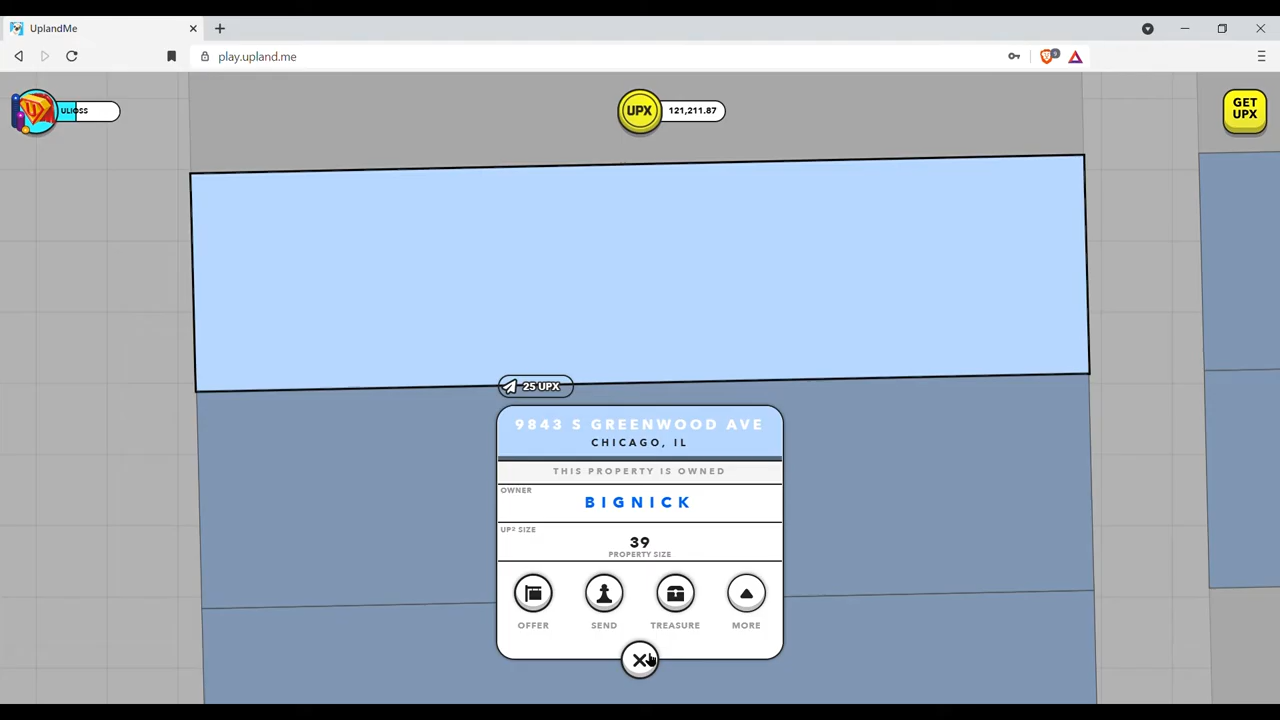 UplandMe
play.upland.me
9
ULIOSS
UPX
121,211.87
GET
UPX
25 UPX
9843 S GREENWOOD AVE
CHICAGO, IL
THIS PROPERTY IS OWNED
OWNER
BIGNICK
UP² SIZE
39
PROPERTY SIZE
OFFER
SEND
TREASURE
MORE